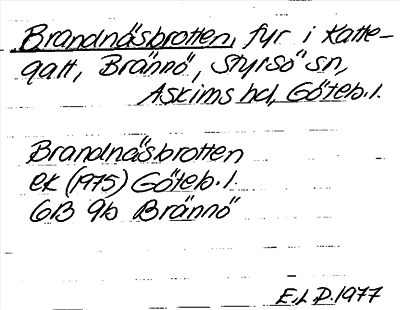 Brandnäsbrotten, fyr i Katte-
gatt, Brännö, Styrsö sn,
Askims hd, Göteb. l.
Brandnäsbrotten
ek (1975) Göteb. l.
6B 9b Brännö
E.L.D. 1977